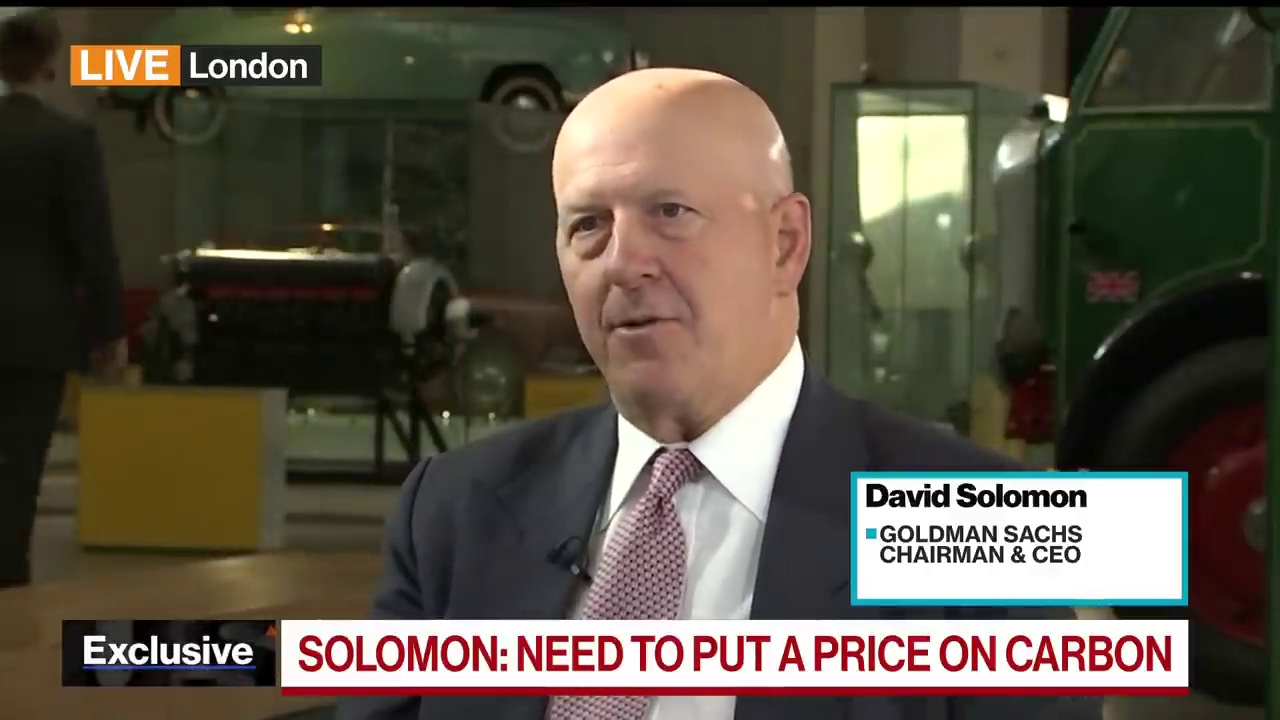 LIVE London
David Solomon
GOLDMAN SACHS
CHAIRMAN & CEO
Exclusive
SOLOMON: NEED TO PUT A PRICE ON CARBON